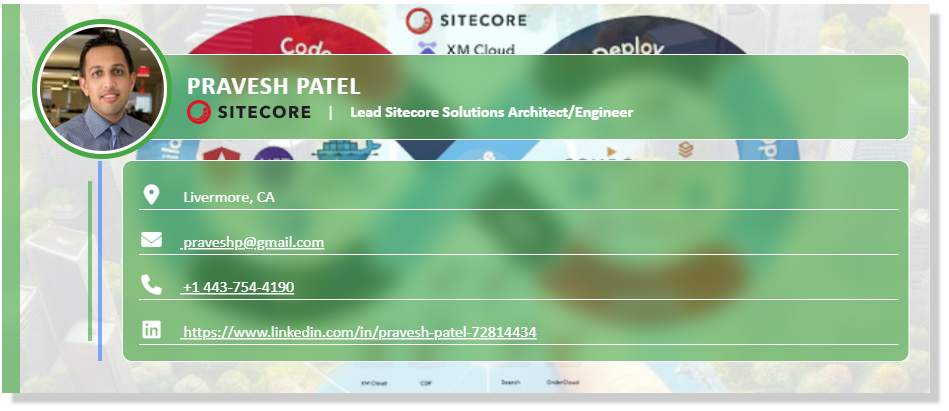 SITECORE
XM Cloud
Code
Deploy
PRAVESH PATEL
SITECORE | Lead Sitecore Solutions Architect/Engineer
Livermore, CA
praveshp@gmail.com
+1 443-754-4190
https://www.linkedin.com/in/pravesh-patel-72814434
XM Cloud CDP Search OrderCloud